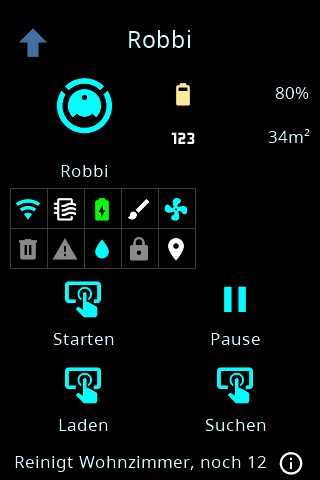 Robbi
80%
123 34m²
Robbi
Starten Pause
Laden Suchen
Reinigt Wohnzimmer, noch 12